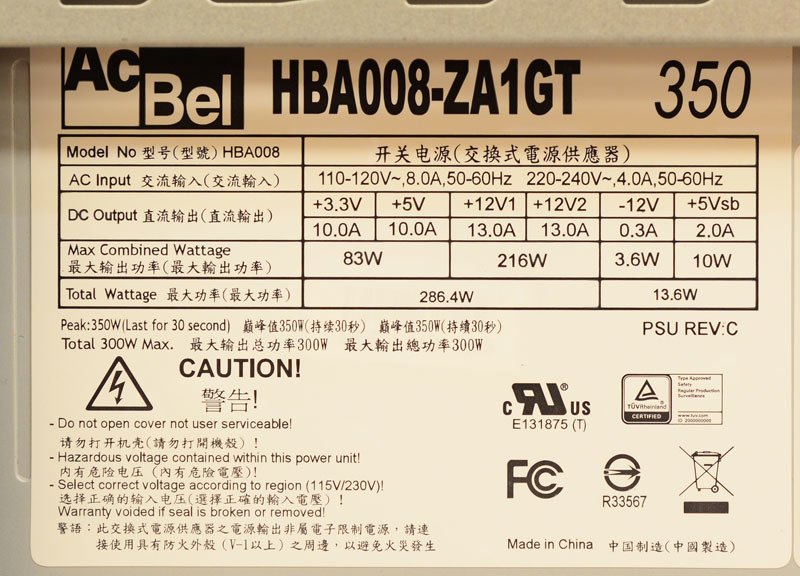 AC Bel HBA008-ZA1GT 350
Model No 型号(型號) HBA008 开关电源(交換式電源供應器)
AC Input 交流输入(交流輸入) 110-120V~,8.0A,50-60Hz 220-240V~,4.0A,50-60Hz
DC Output 直流输出(直流輸出) +3.3V +5V +12V1 +12V2 -12V +5Vsb
10.0A 10.0A 13.0A 13.0A 0.3A 2.0A
Max Combined Wattage 83W 216W 3.6W 10W
最大输出功率(最大輸出功率)
Total Wattage 最大功率(最大功率) 286.4W 13.6W
Peak:350W(Last for 30 second) 巅峰值350W(持续30秒) 巔峰值350W(持續30秒) PSU REV:C
Total 300W Max. 最大输出总功率300W 最大輸出總功率300W
CAUTION!
警告!
- Do not open cover not user serviceable!
请勿打开机壳(請勿打開機殼) !
- Hazardous voltage contained within this power unit!
内有危险电压 (內有危險電壓)!
- Select correct voltage according to region (115V/230V)!
选择正确的输入电压(選擇正確的輸入電壓) !
Warranty voided if seal is broken or removed!
警語：此交換式電源供應器之電源輸出非屬電子限制電源，請連
接使用具有防火外殼 (V-1以上) 之周邊，以避免火災發生
c RU US
®
E131875 (T)
TÜVRheinland
CERTIFIED
Type Approved
Safety
Regular Production
Surveillance
www.tuv.com
ID 2000000000
FC
R33567
Made in China 中国制造(中國製造)